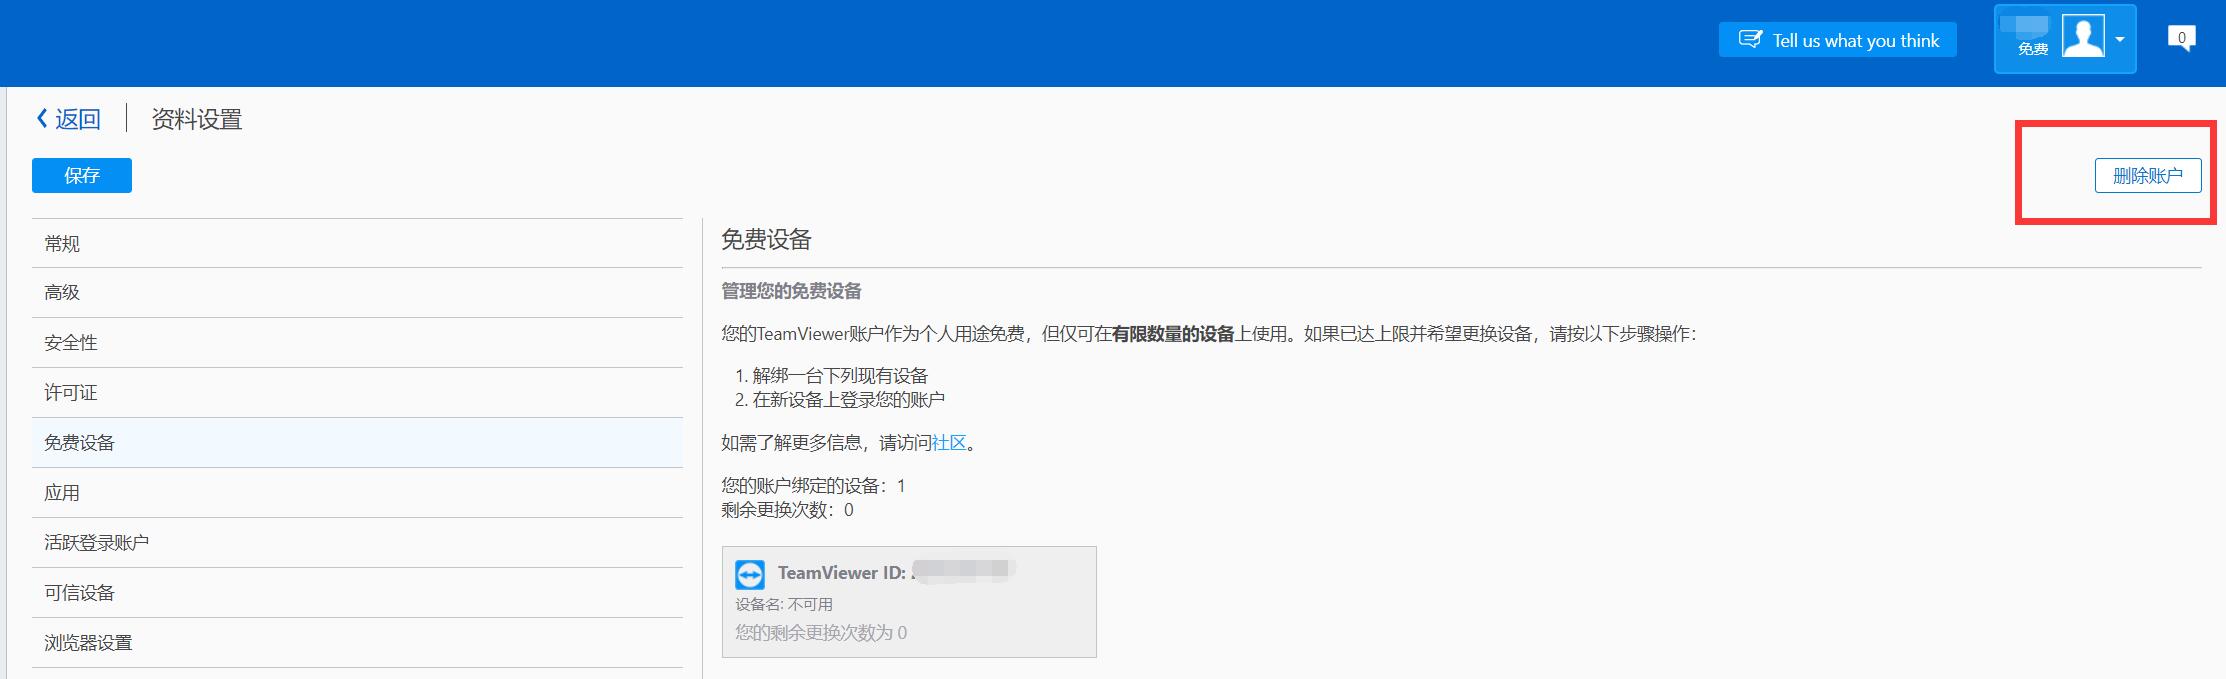 Tell us what you think
免费
0
返回
资料设置
保存
删除账户
常规
高级
安全性
许可证
免费设备
应用
活跃登录账户
可信设备
浏览器设置
免费设备
管理您的免费设备
您的TeamViewer账户作为个人用途免费，但仅可在有限数量的设备上使用。如果已达上限并希望更换设备，请按以下步骤操作：
1. 解绑一台下列现有设备
2. 在新设备上登录您的账户
如需了解更多信息，请访问社区。
您的账户绑定的设备：1
剩余更换次数：0
TeamViewer ID:
设备名: 不可用
您的剩余更换次数为 0